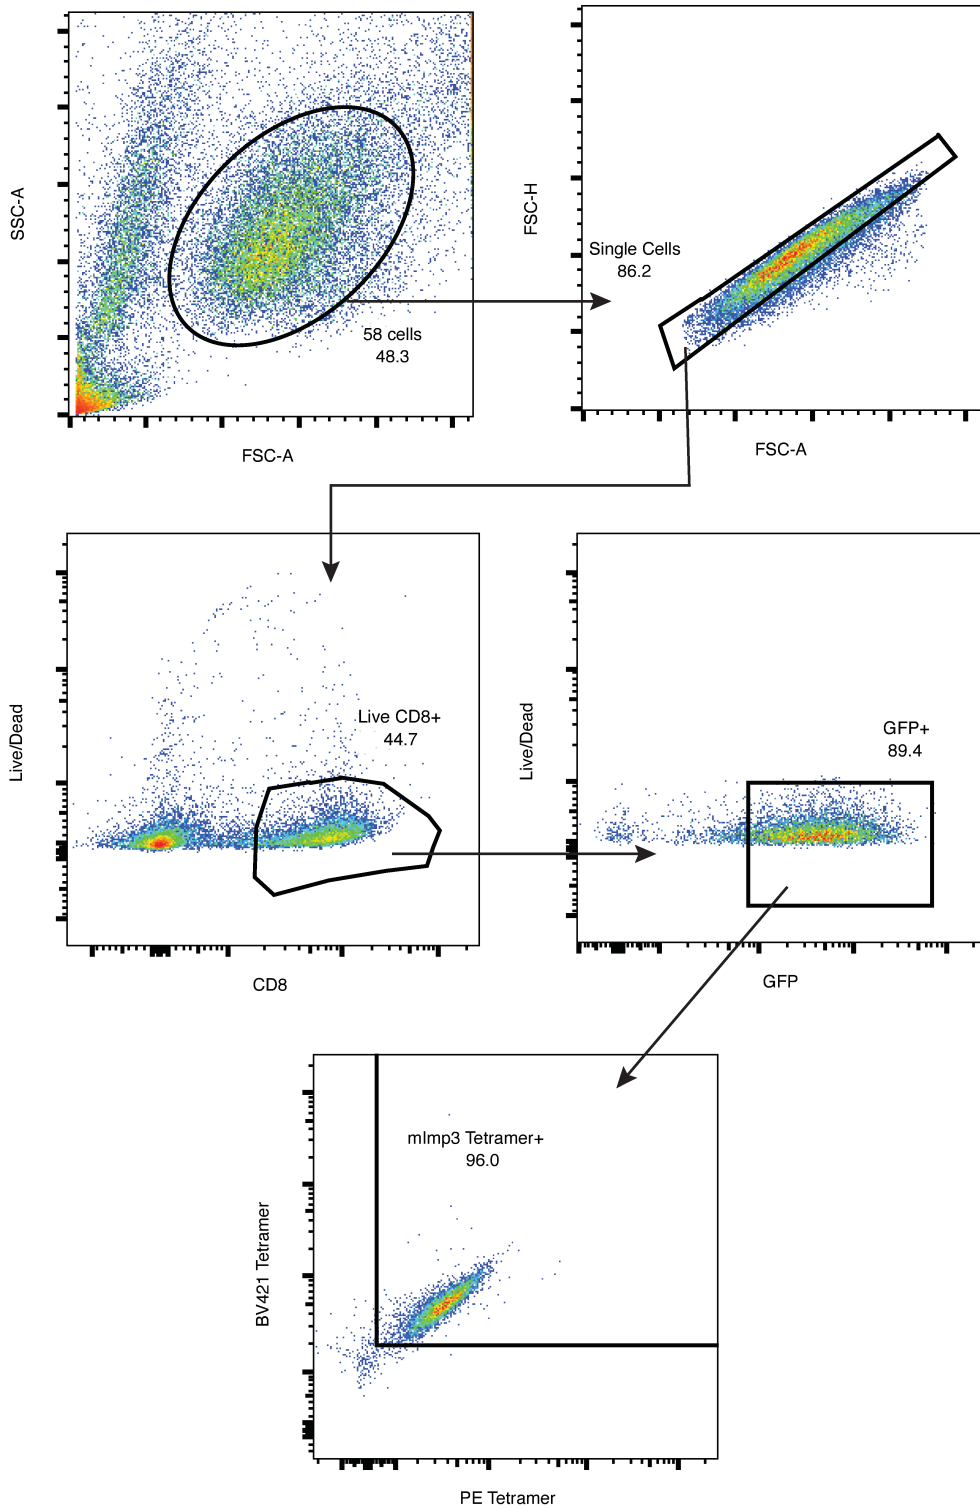 SSC-A
58 cells
48.3
FSC-A
FSC-H
Single Cells
86.2
FSC-A
Live/Dead
Live CD8+
44.7
CD8
Live/Dead
GFP+
89.4
GFP
BV421 Tetramer
mImp3 Tetramer+
96.0
PE Tetramer